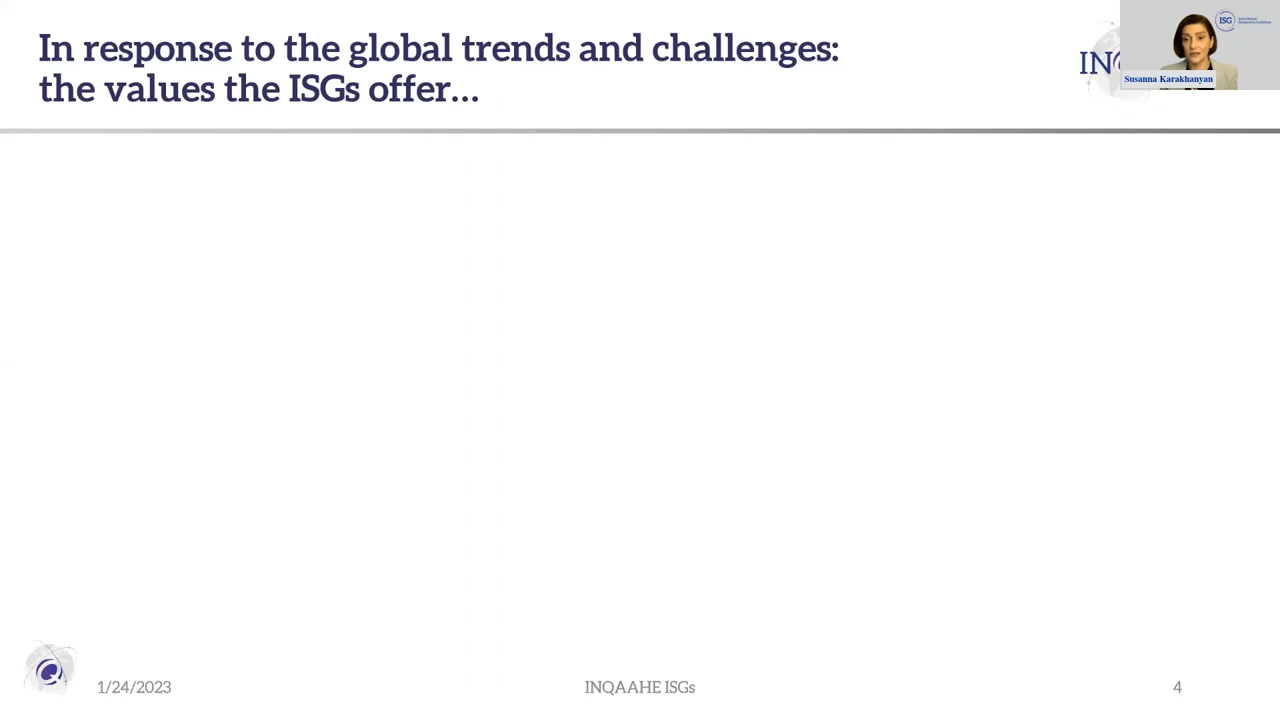 In response to the global trends and challenges:
the values the ISGs offer…
ISG
Susanna Karakhanyan
1/24/2023
INQAAHE ISGs
4